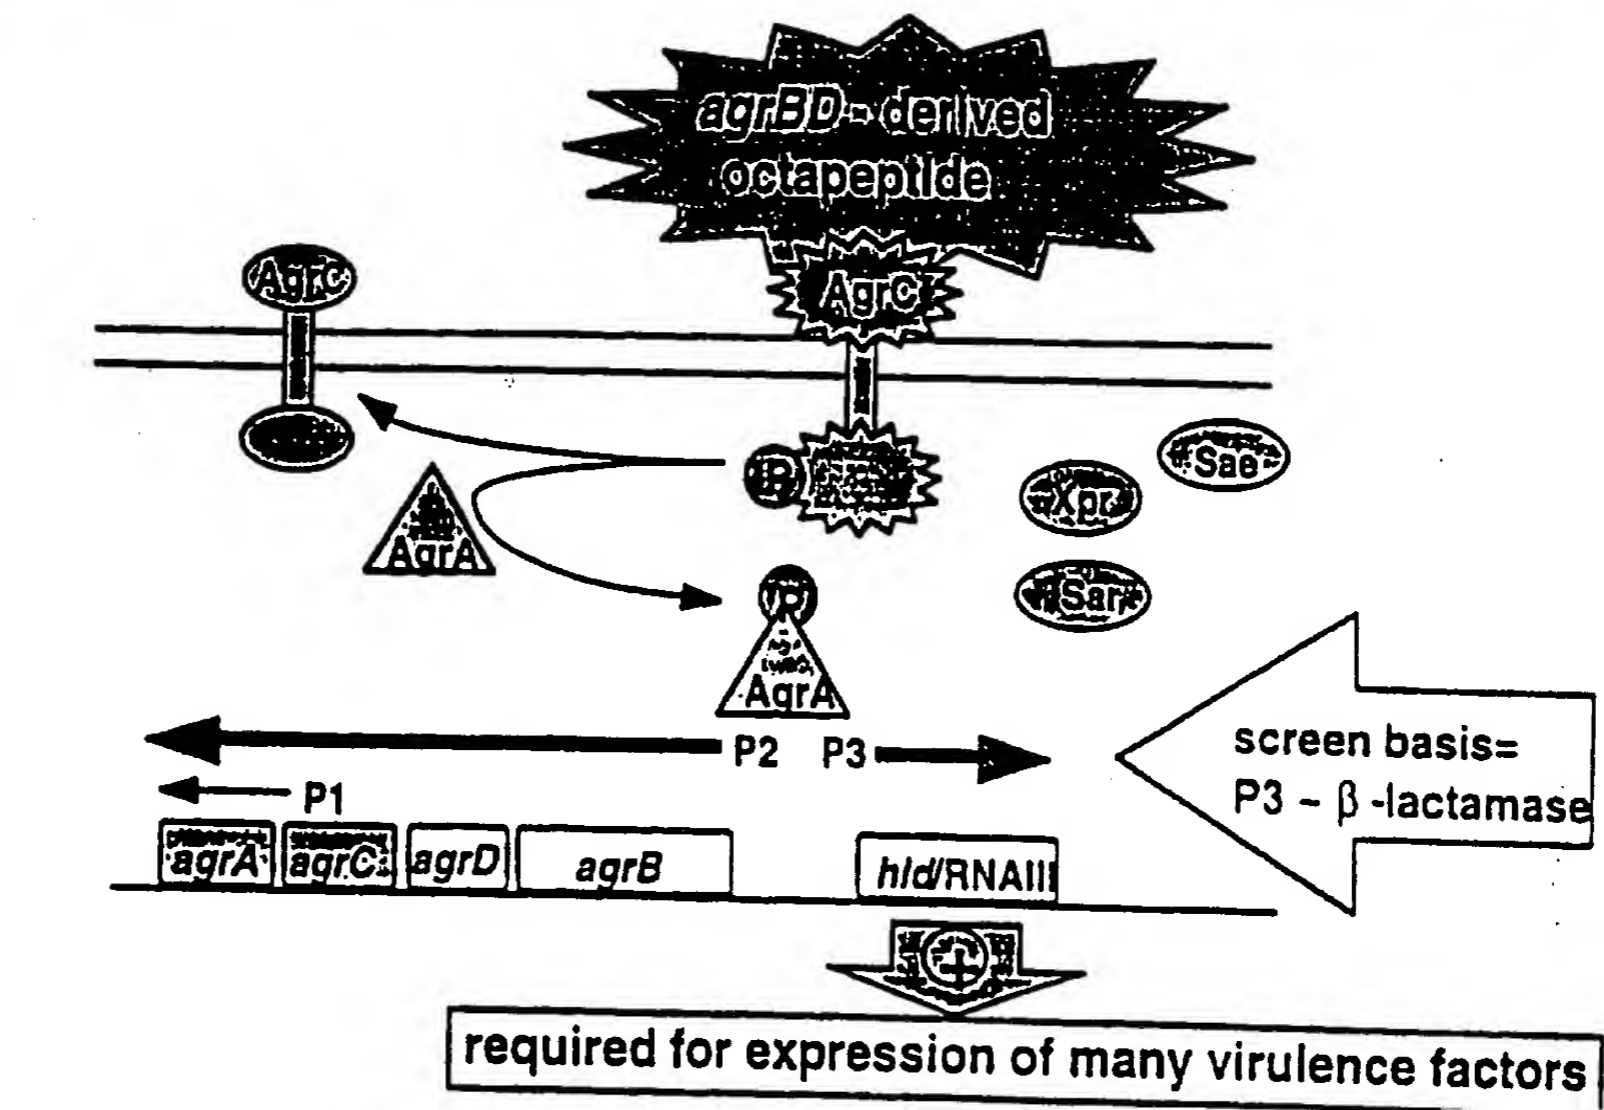 agrBD - derived
octapeptide
AgrC
AgrC
P
Sae
Xpr
AgrA
Sar
P
AgrA
P2 P3
P1
screen basis=
P3 - β -lactamase
agrA agrC agrD agrB hld/RNAIII
+
required for expression of many virulence factors